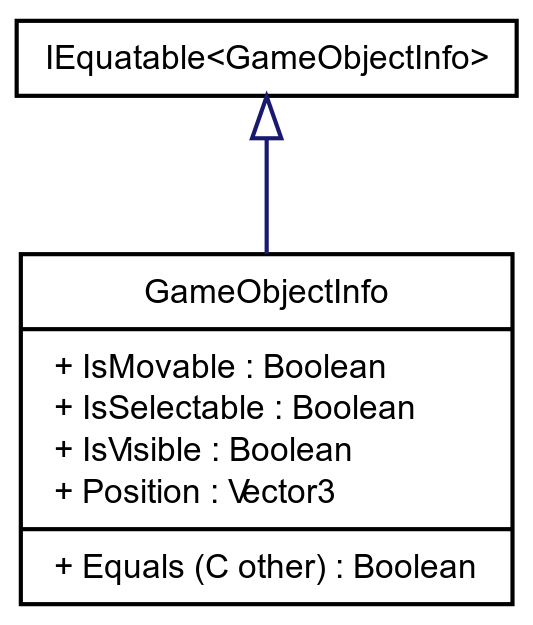 IEquatable<GameObjectInfo>
GameObjectInfo
+ IsMovable : Boolean
+ IsSelectable : Boolean
+ IsVisible : Boolean
+ Position : Vector3
+ Equals (C other) : Boolean